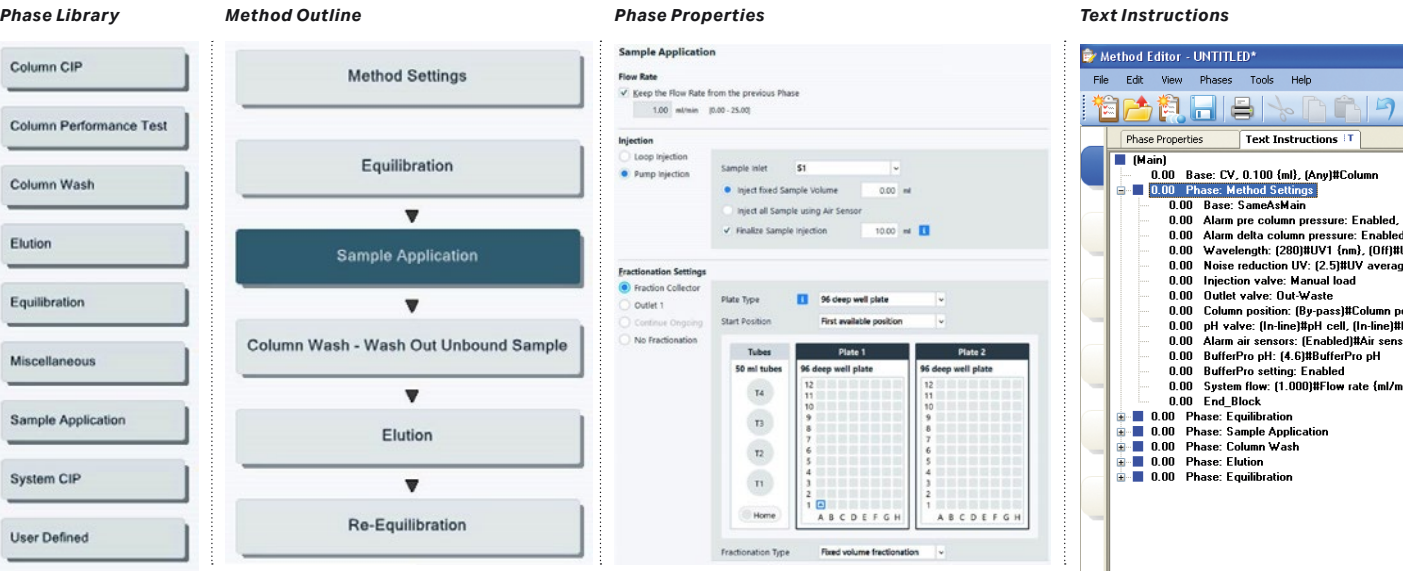 Phase Library
Method Outline
Phase Properties
Text Instructions
Column CIP
Column Performance Test
Column Wash
Elution
Equilibration
Miscellaneous
Sample Application
System CIP
User Defined
Method Settings
Equilibration
Sample Application
Column Wash - Wash Out Unbound Sample
Elution
Re-Equilibration
Sample Application
Flow Rate
Keep the Flow Rate from the previous Phase
1.00 ml/min [0.00 - 25.00]
Injection
Loop Injection
Pump Injection
Sample Inlet S1
Inject fixed Sample Volume 0.00 ml
Inject all Sample using Air Sensor
Finalize Sample Injection 10.00 ml
Fractionation Settings
Fraction Collector
Outlet 1
Continue Ongoing
No Fractionation
Plate Type 96 deep well plate
Start Position First available position
Tubes Plate 1 Plate 2
50 ml tubes 96 deep well plate 96 deep well plate
T4
T3
T2
T1
Home
12 12
11 11
10 10
9 9
8 8
7 7
6 6
5 5
4 4
3 3
2 2
1 1
A B C D E F G H A B C D E F G H
Fractionation Type Fixed volume fractionation
Method Editor - UNTITLED*
File Edit View Phases Tools Help
Phase Properties Text Instructions
(Main)
0.00 Base: CV, 0.100 {ml}, (Any)#Column
0.00 Phase: Method Settings
0.00 Base: SameAsMain
0.00 Alarm pre column pressure: Enabled,
0.00 Alarm delta column pressure: Enabled
0.00 Wavelength: (280)#UV1 {nm}, (Off)#U
0.00 Noise reduction UV: (2.5)#UV averag
0.00 Injection valve: Manual load
0.00 Outlet valve: Out-Waste
0.00 Column position: (By-pass)#Column po
0.00 pH valve: (In-line)#pH cell, (In-line)#
0.00 Alarm air sensors: (Enabled)#Air sens
0.00 BufferPro pH: (4.6)#BufferPro pH
0.00 BufferPro setting: Enabled
0.00 System flow: (1.000)#Flow rate {ml/m
0.00 End_Block
0.00 Phase: Equilibration
0.00 Phase: Sample Application
0.00 Phase: Column Wash
0.00 Phase: Elution
0.00 Phase: Equilibration